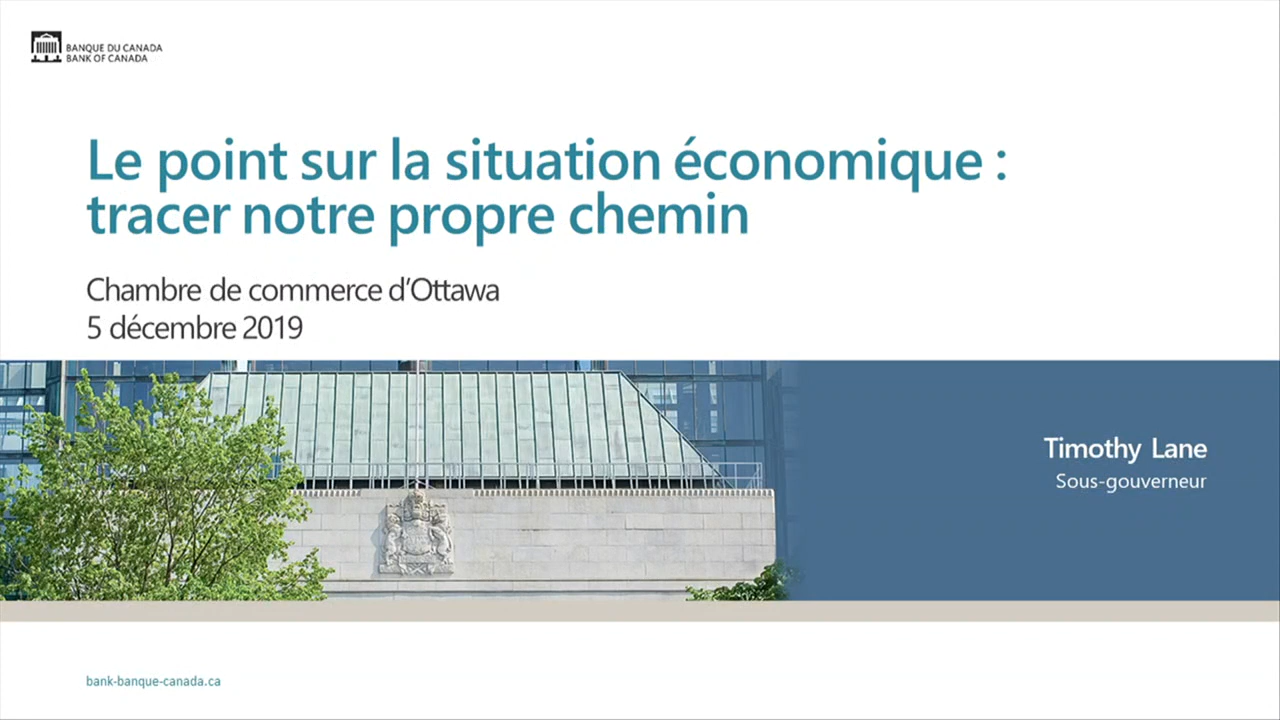 BANQUE DU CANADA
BANK OF CANADA
Le point sur la situation économique :
tracer notre propre chemin
Chambre de commerce d’Ottawa
5 décembre 2019
Timothy Lane
Sous-gouverneur
bank-banque-canada.ca